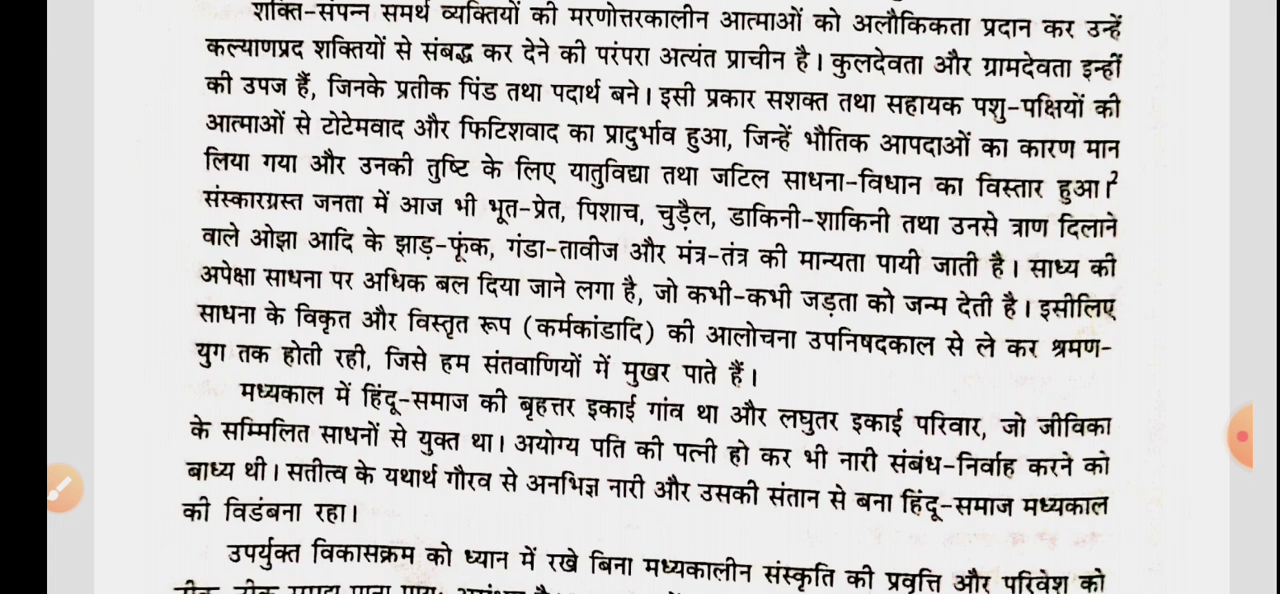 शक्ति-संपन्न समर्थ व्यक्तियों की मरणोत्तरकालीन आत्माओं को अलौकिकता प्रदान कर उन्हें
कल्याणप्रद शक्तियों से संबद्ध कर देने की परंपरा अत्यंत प्राचीन है। कुलदेवता और ग्रामदेवता इन्हीं
की उपज हैं, जिनके प्रतीक पिंड तथा पदार्थ बने। इसी प्रकार सशक्त तथा सहायक पशु-पक्षियों की
आत्माओं से टोटेमवाद और फिटिशवाद का प्रादुर्भाव हुआ, जिन्हें भौतिक आपदाओं का कारण मान
लिया गया और उनकी तुष्टि के लिए यातुविद्या तथा जटिल साधना-विधान का विस्तार हुआ।²
संस्कारग्रस्त जनता में आज भी भूत-प्रेत, पिशाच, चुड़ैल, डाकिनी-शाकिनी तथा उनसे त्राण दिलाने
वाले ओझा आदि के झाड़-फूंक, गंडा-तावीज और मंत्र-तंत्र की मान्यता पायी जाती है। साध्य की
अपेक्षा साधना पर अधिक बल दिया जाने लगा है, जो कभी-कभी जड़ता को जन्म देती है। इसीलिए
साधना के विकृत और विस्तृत रूप (कर्मकांडादि) की आलोचना उपनिषदकाल से ले कर श्रमण-
युग तक होती रही, जिसे हम संतवाणियों में मुखर पाते हैं।
मध्यकाल में हिंदू-समाज की बृहत्तर इकाई गांव था और लघुतर इकाई परिवार, जो जीविका
के सम्मिलित साधनों से युक्त था। अयोग्य पति की पत्नी हो कर भी नारी संबंध-निर्वाह करने को
बाध्य थी। सतीत्व के यथार्थ गौरव से अनभिज्ञ नारी और उसकी संतान से बना हिंदू-समाज मध्यकाल
की विडंबना रहा।
उपर्युक्त विकासक्रम को ध्यान में रखे बिना मध्यकालीन संस्कृति की प्रवृत्ति और परिवेश को